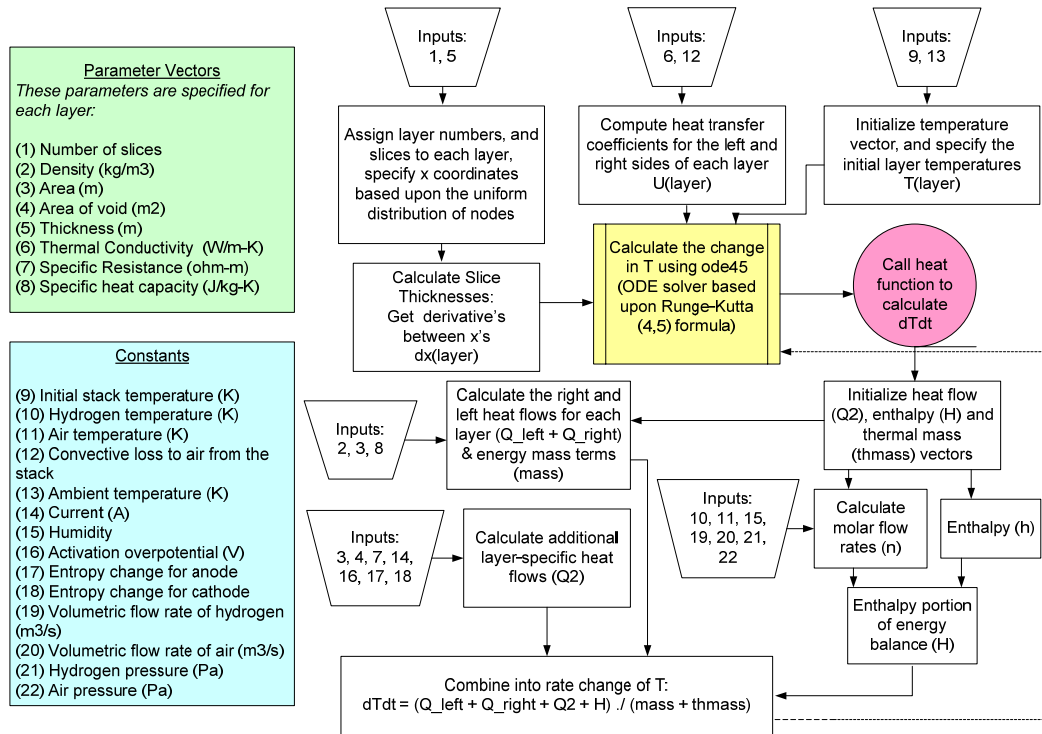 Parameter Vectors
These parameters are specified for
each layer:
(1) Number of slices
(2) Density (kg/m3)
(3) Area (m)
(4) Area of void (m2)
(5) Thickness (m)
(6) Thermal Conductivity (W/m-K)
(7) Specific Resistance (ohm-m)
(8) Specific heat capacity (J/kg-K)
Constants
(9) Initial stack temperature (K)
(10) Hydrogen temperature (K)
(11) Air temperature (K)
(12) Convective loss to air from the
stack
(13) Ambient temperature (K)
(14) Current (A)
(15) Humidity
(16) Activation overpotential (V)
(17) Entropy change for anode
(18) Entropy change for cathode
(19) Volumetric flow rate of hydrogen
(m3/s)
(20) Volumetric flow rate of air (m3/s)
(21) Hydrogen pressure (Pa)
(22) Air pressure (Pa)
Inputs:
1, 5
Inputs:
6, 12
Inputs:
9, 13
Assign layer numbers, and
slices to each layer,
specify x coordinates
based upon the uniform
distribution of nodes
Compute heat transfer
coefficients for the left and
right sides of each layer
U(layer)
Initialize temperature
vector, and specify the
initial layer temperatures
T(layer)
Calculate Slice
Thicknesses:
Get derivative's
between x's
dx(layer)
Calculate the change
in T using ode45
(ODE solver based
upon Runge-Kutta
(4,5) formula)
Call heat
function to
calculate
dTdt
Inputs:
2, 3, 8
Calculate the right and
left heat flows for each
layer (Q_left + Q_right)
& energy mass terms
(mass)
Initialize heat flow
(Q2), enthalpy (H) and
thermal mass
(thmass) vectors
Inputs:
3, 4, 7, 14,
16, 17, 18
Calculate additional
layer-specific heat
flows (Q2)
Inputs:
10, 11, 15,
19, 20, 21,
22
Calculate
molar flow
rates (n)
Enthalpy (h)
Enthalpy portion
of energy
balance (H)
Combine into rate change of T:
dTdt = (Q_left + Q_right + Q2 + H) ./ (mass + thmass)